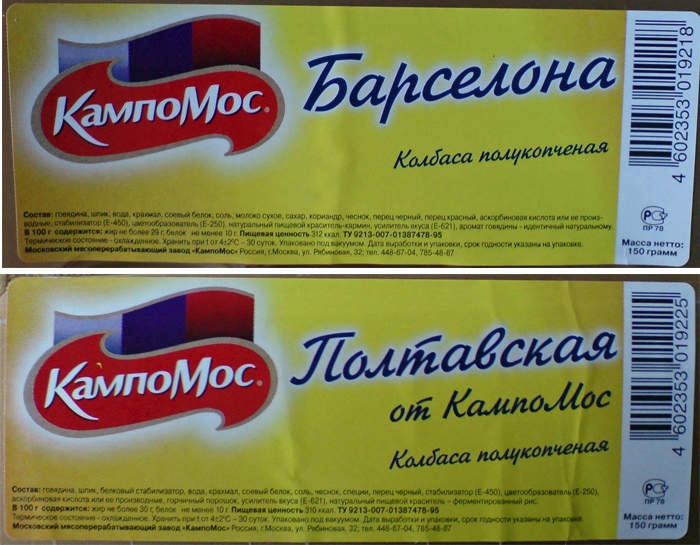 КампоМос®
Барселона
Колбаса полукопченая
Состав: говядина, шпик, вода, крахмал, соевый белок, соль, молоко сухое, сахар, кориандр, чеснок, перец черный, перец красный, аскорбиновая кислота или ее произ-
водные, стабилизатор (Е-450), цветообразователь (Е-250), натуральный пищевой краситель-кармин, усилитель вкуса (Е-621), аромат говядины - идентичный натуральному.
В 100 г содержится: жир не более 29 г, белок не менее 10 г. Пищевая ценность 312 ккал. ТУ 9213-007-01387478-95
Термическое состояние - охлажденное. Хранить при t от 4±2°С – 30 суток. Упаковано под вакуумом. Дата выработки и упаковки, срок годности указаны на упаковке.
Московский мясоперерабатывающий завод «КампоМос» Россия, г.Москва, ул. Рябиновая, 32; тел. 448-67-04, 785-48-87
4 602353 019218
РС
ПР 78
Масса нетто:
150 грамм
КампоМос®
Полтавская
от КампоМос
Колбаса полукопченая
Состав: говядина, шпик, белковый стабилизатор, вода, крахмал, соевый белок, соль, чеснок, специи, перец черный, стабилизатор (Е-450), цветообразователь (Е-250),
аскорбиновая кислота или ее производные, горчичный порошок, усилитель вкуса (Е-621), натуральный пищевой краситель – ферментированный рис.
В 100 г содержится: жир не более 30 г, белок не менее 10 г. Пищевая ценность 310 ккал. ТУ 9213-007-01387478-95
Термическое состояние - охлажденное. Хранить при t от 4±2°С – 30 суток. Упаковано под вакуумом. Дата выработки и упаковки, срок годности указаны на упаковке.
Московский мясоперерабатывающий завод «КампоМос» Россия, г.Москва, ул. Рябиновая, 32; тел. 448-67-04, 785-48-87
4 602353 019225
РС
ПР 78
Масса нетто:
150 грамм